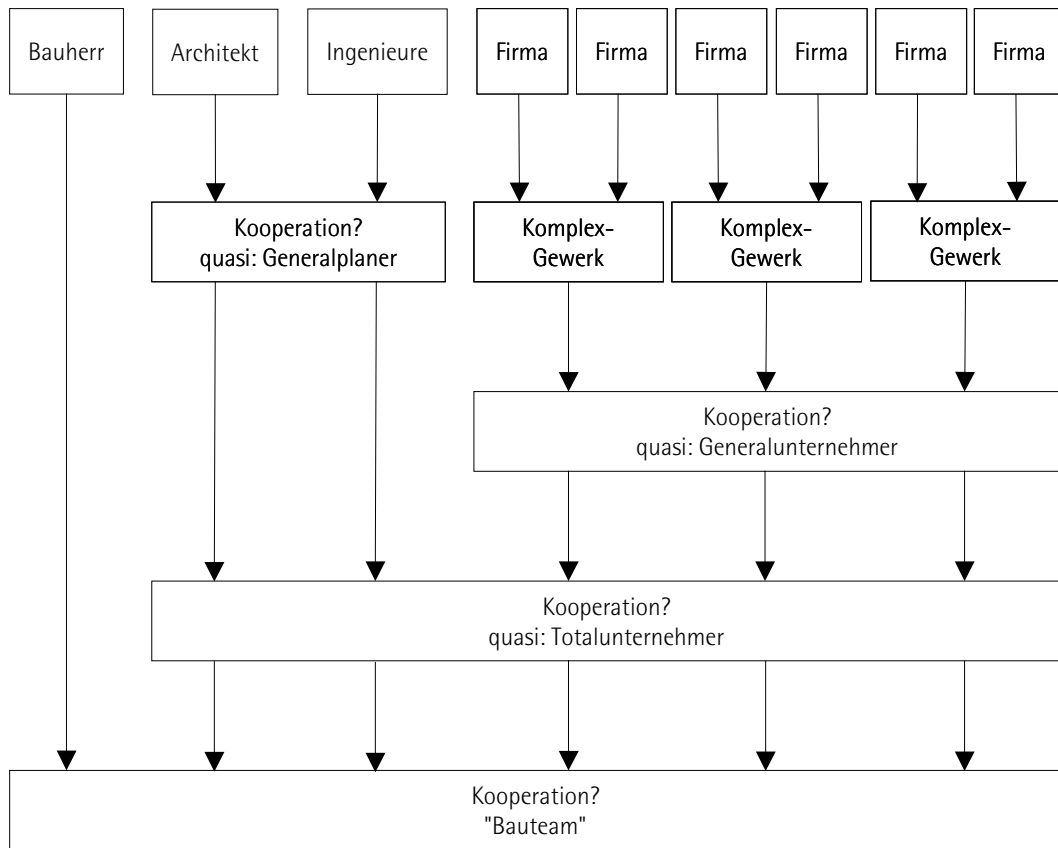 Bauherr
Architekt
Ingenieure
Firma
Firma
Firma
Firma
Firma
Firma
Kooperation?
quasi: Generalplaner
Komplex-
Gewerk
Komplex-
Gewerk
Komplex-
Gewerk
Kooperation?
quasi: Generalunternehmer
Kooperation?
quasi: Totalunternehmer
Kooperation?
"Bauteam"